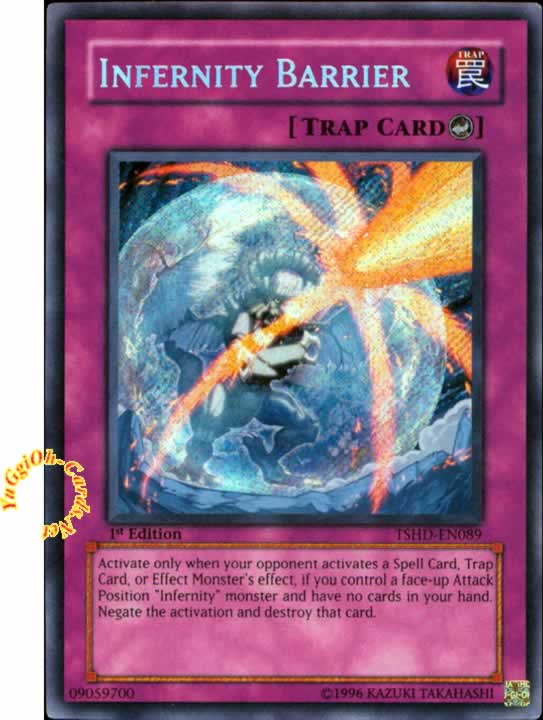 INFERNITY BARRIER
TRAP
罠
[TRAP CARD]
1st Edition
TSHD-EN089
Activate only when your opponent activates a Spell Card, Trap
Card, or Effect Monster's effect, if you control a face-up Attack
Position "Infernity" monster and have no cards in your hand.
Negate the activation and destroy that card.
09059700
©1996 KAZUKI TAKAHASHI
YuGgiOh-Cards.Net